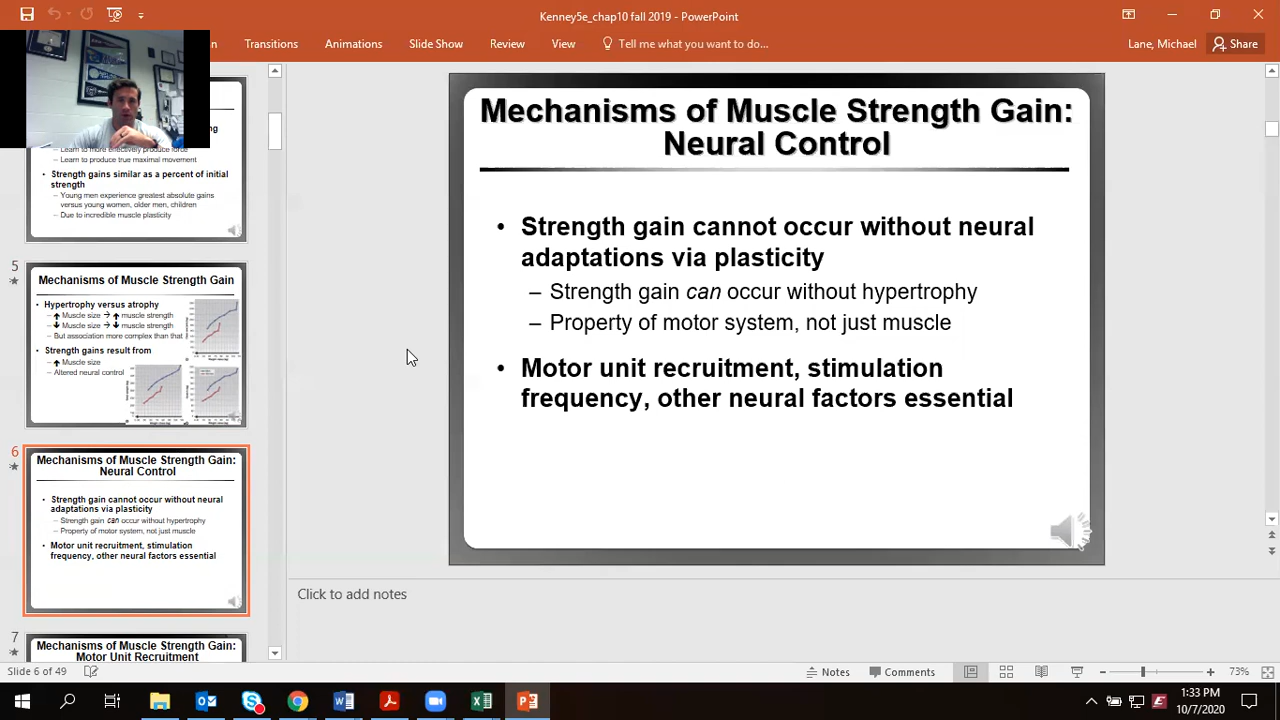 Kenney5e_chap10 fall 2019 - PowerPoint
Transitions Animations Slide Show Review View Tell me what you want to do...
Lane, Michael Share
Learn to produce true maximal movement
Strength gains similar as a percent of initial
strength
Young men experience greatest absolute gains
versus young women, older men, children
Due to incredible muscle plasticity
5
Mechanisms of Muscle Strength Gain
• Hypertrophy versus atrophy
– ↑ Muscle size → ↑ muscle strength
– ↓ Muscle size → ↓ muscle strength
– But association more complex than that
• Strength gains result from
– ↑ Muscle size
– Altered neural control
6
Mechanisms of Muscle Strength Gain:
Neural Control
• Strength gain cannot occur without neural
adaptations via plasticity
– Strength gain can occur without hypertrophy
– Property of motor system, not just muscle
• Motor unit recruitment, stimulation
frequency, other neural factors essential
7
Mechanisms of Muscle Strength Gain:
Motor Unit Recruitment
Mechanisms of Muscle Strength Gain:
Neural Control
• Strength gain cannot occur without neural
adaptations via plasticity
– Strength gain can occur without hypertrophy
– Property of motor system, not just muscle
• Motor unit recruitment, stimulation
frequency, other neural factors essential
Click to add notes
Slide 6 of 49
Notes Comments
73%
1:33 PM
10/7/2020